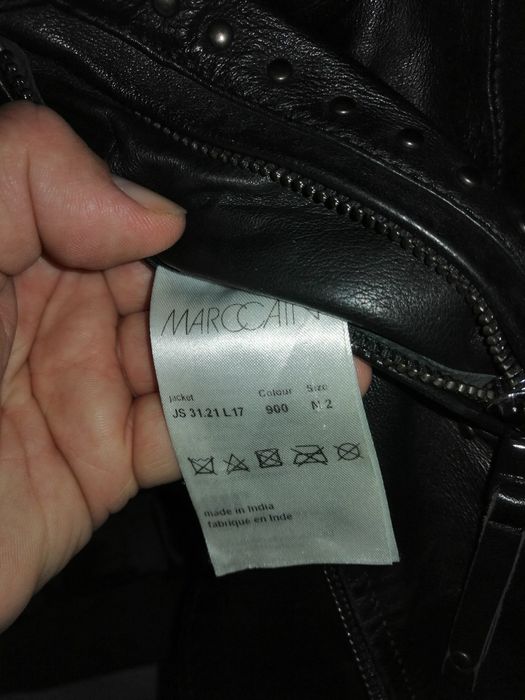 MARCCAIN
jacket Colour Size
JS 31.21 L17 900 N 2
made in India
fabriqué en Inde